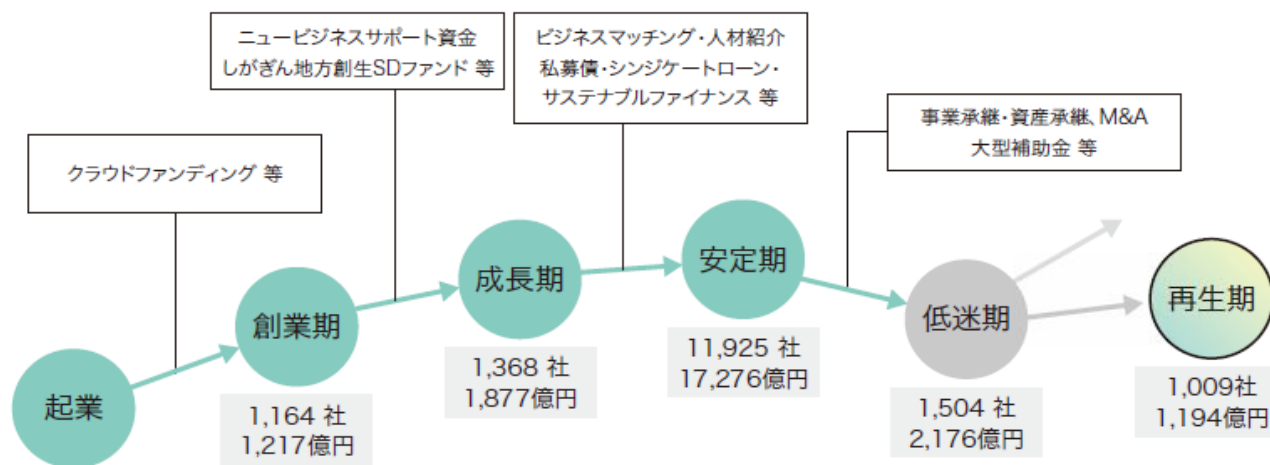 ニュービジネスサポート資金
しがぎん地方創生SDファンド 等
ビジネスマッチング・人材紹介
私募債・シンジケートローン・
サステナブルファイナンス 等
事業承継・資産承継、M&A
大型補助金 等
クラウドファンディング 等
起業
創業期
1,164 社
1,217億円
成長期
1,368 社
1,877億円
安定期
11,925 社
17,276億円
低迷期
1,504 社
2,176億円
再生期
1,009社
1,194億円